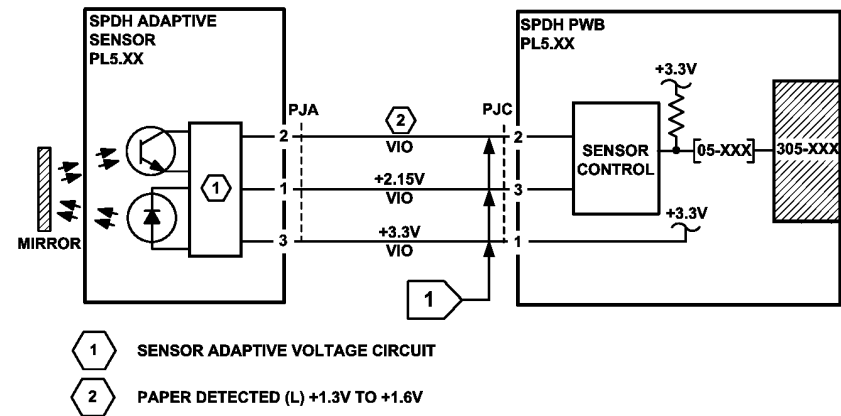 SPDH ADAPTIVE
SENSOR
PL5.XX
SPDH PWB
PL5.XX
+3.3V
PJA
PJC
2
2
VIO
2
SENSOR
CONTROL
05-XXX
305-XXX
1
1
+2.15V
VIO
3
+3.3V
MIRROR
3
+3.3V
VIO
1
1
1 SENSOR ADAPTIVE VOLTAGE CIRCUIT
2 PAPER DETECTED (L) +1.3V TO +1.6V